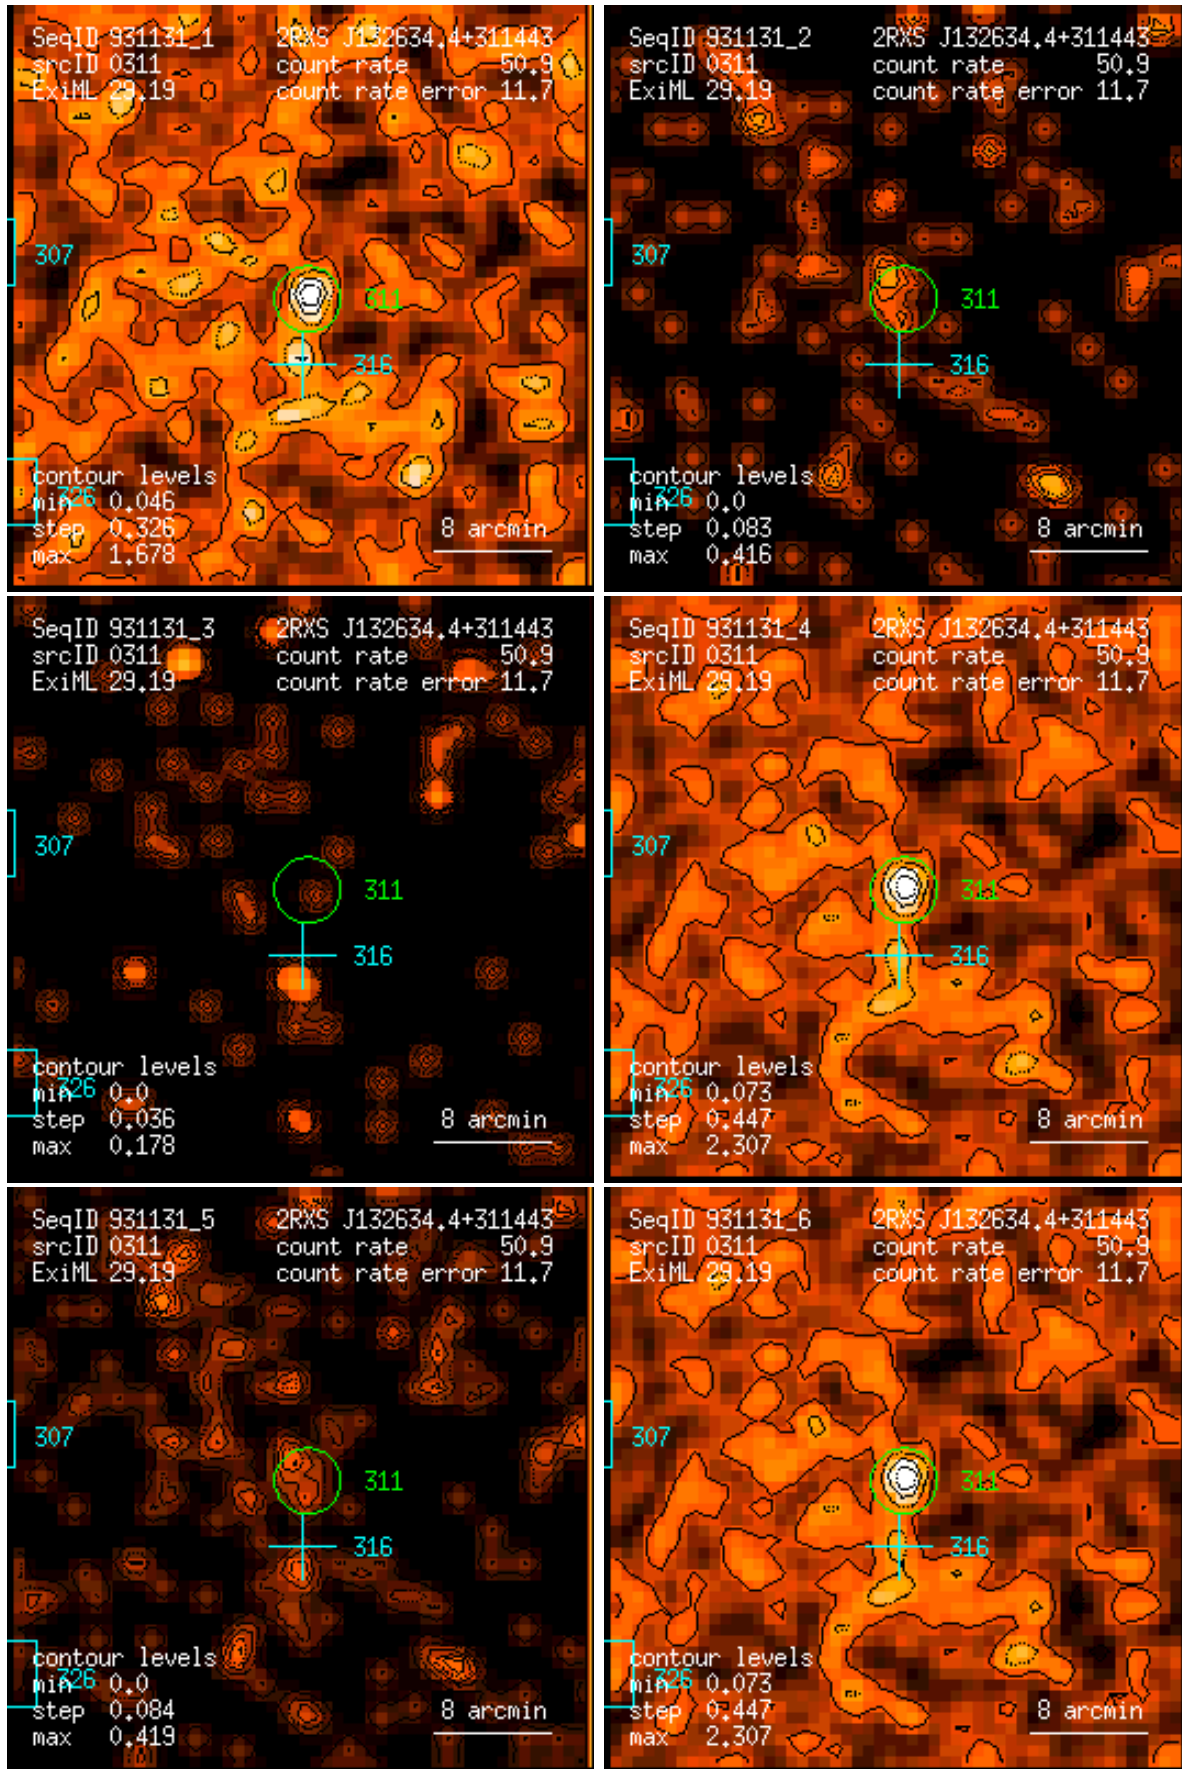 SeqID 931131_1 2RXS J132634.4+311443
srcID 0311 count rate 50.9
ExiML 29.19 count rate error 11.7
307
311
316
contour levels
326
min 0.046
step 0.326 8 arcmin
max 1.678
SeqID 931131_2 2RXS J132634.4+311443
srcID 0311 count rate 50.9
ExiML 29.19 count rate error 11.7
307
311
316
contour levels
326
min 0.0
step 0.083 8 arcmin
max 0.416
SeqID 931131_3 2RXS J132634.4+311443
srcID 0311 count rate 50.9
ExiML 29.19 count rate error 11.7
307
311
316
contour levels
326
min 0.0
step 0.036 8 arcmin
max 0.178
SeqID 931131_4 2RXS J132634.4+311443
srcID 0311 count rate 50.9
ExiML 29.19 count rate error 11.7
307
311
316
contour levels
326
min 0.073
step 0.447 8 arcmin
max 2.307
SeqID 931131_5 2RXS J132634.4+311443
srcID 0311 count rate 50.9
ExiML 29.19 count rate error 11.7
307
311
316
contour levels
326
min 0.0
step 0.084 8 arcmin
max 0.419
SeqID 931131_6 2RXS J132634.4+311443
srcID 0311 count rate 50.9
ExiML 29.19 count rate error 11.7
307
311
316
contour levels
326
min 0.073
step 0.447 8 arcmin
max 2.307